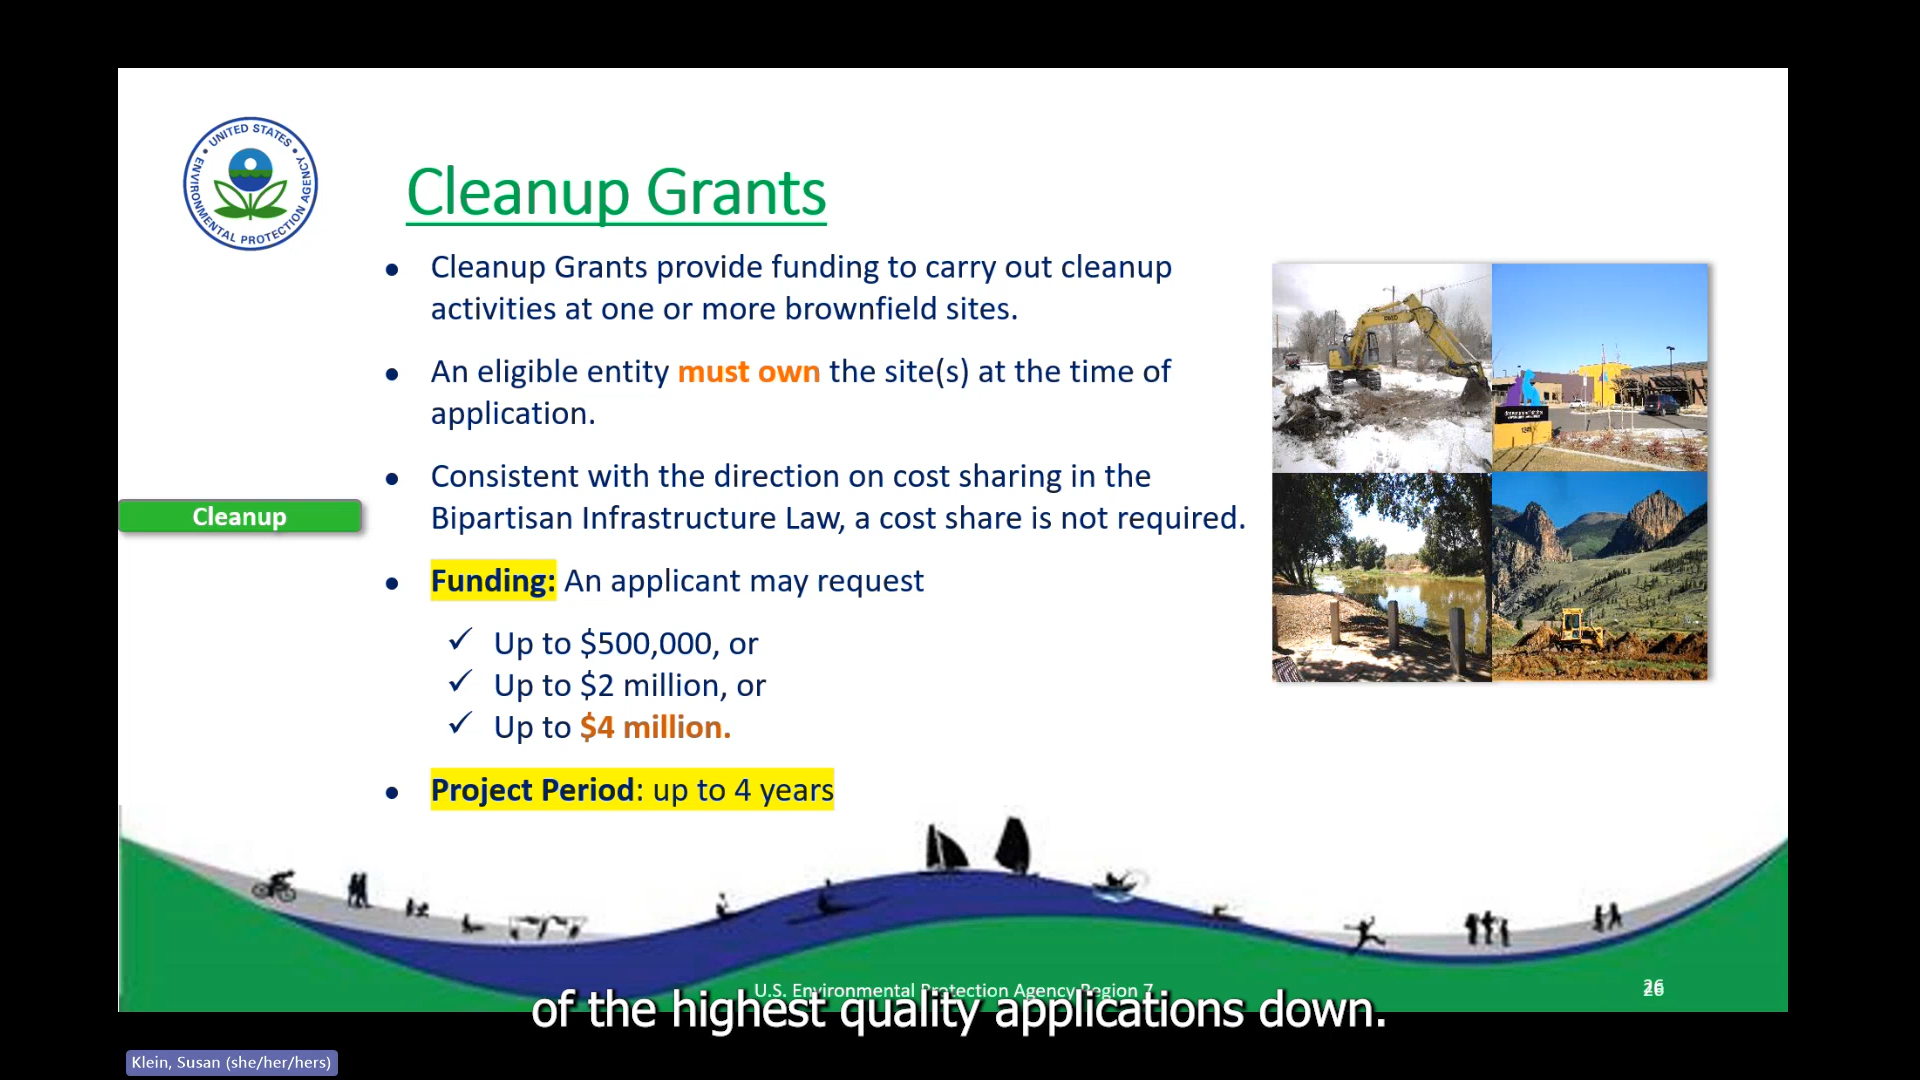 UNITED STATES
ENVIRONMENTAL PROTECTION AGENCY
Cleanup Grants
• Cleanup Grants provide funding to carry out cleanup
activities at one or more brownfield sites.
• An eligible entity must own the site(s) at the time of
application.
• Consistent with the direction on cost sharing in the
Bipartisan Infrastructure Law, a cost share is not required.
Cleanup
• Funding: An applicant may request
✓ Up to $500,000, or
✓ Up to $2 million, or
✓ Up to $4 million.
• Project Period: up to 4 years
U.S. Environmental Protection Agency Region 7
26
of the highest quality applications down.
Klein, Susan (she/her/hers)